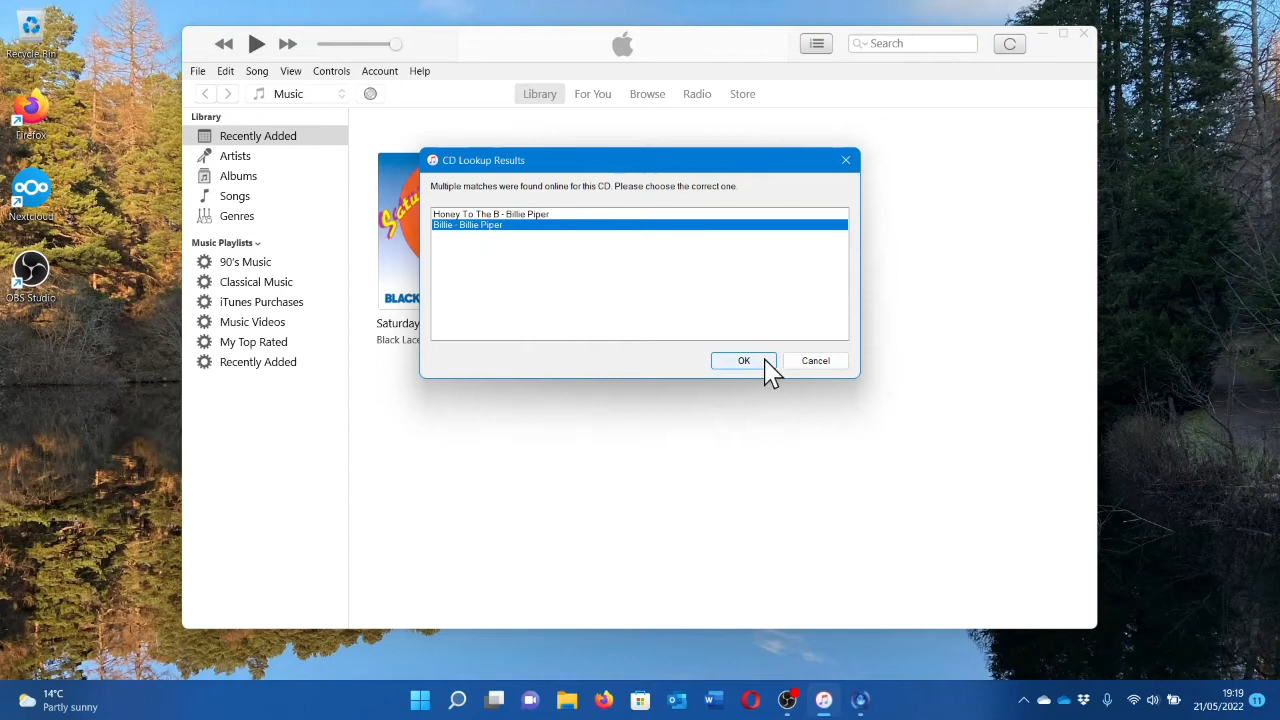 Recycle Bin
Firefox
Nextcloud
OBS Studio
Search
File Edit Song View Controls Account Help
Music
Library For You Browse Radio Store
Library
Recently Added
Artists
Albums
Songs
Genres
Music Playlists
90's Music
Classical Music
iTunes Purchases
Music Videos
My Top Rated
Recently Added
BLACK
Saturday
Black Lace
CD Lookup Results
Multiple matches were found online for this CD. Please choose the correct one.
Honey To The B - Billie Piper
Billie - Billie Piper
OK Cancel
14°C
Partly sunny
19:19
21/05/2022
11